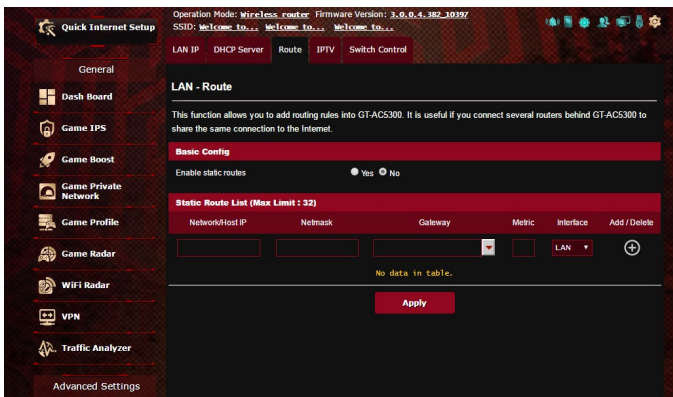 Quick Internet Setup
General
Dash Board
Game IPS
Game Boost
Game Private
Network
Game Profile
Game Radar
WiFi Radar
VPN
Traffic Analyzer
Advanced Settings
Operation Mode: Wireless router Firmware Version: 3.0.0.4.382_10397
SSID: Welcome to... Welcome to... Welcome to...
LAN IP DHCP Server Route IPTV Switch Control
LAN - Route
This function allows you to add routing rules into GT-AC5300. It is useful if you connect several routers behind GT-AC5300 to
share the same connection to the Internet.
Basic Config
Enable static routes Yes No
Static Route List (Max Limit : 32)
Network/Host IP Netmask Gateway Metric Interface Add / Delete
LAN
No data in table.
Apply